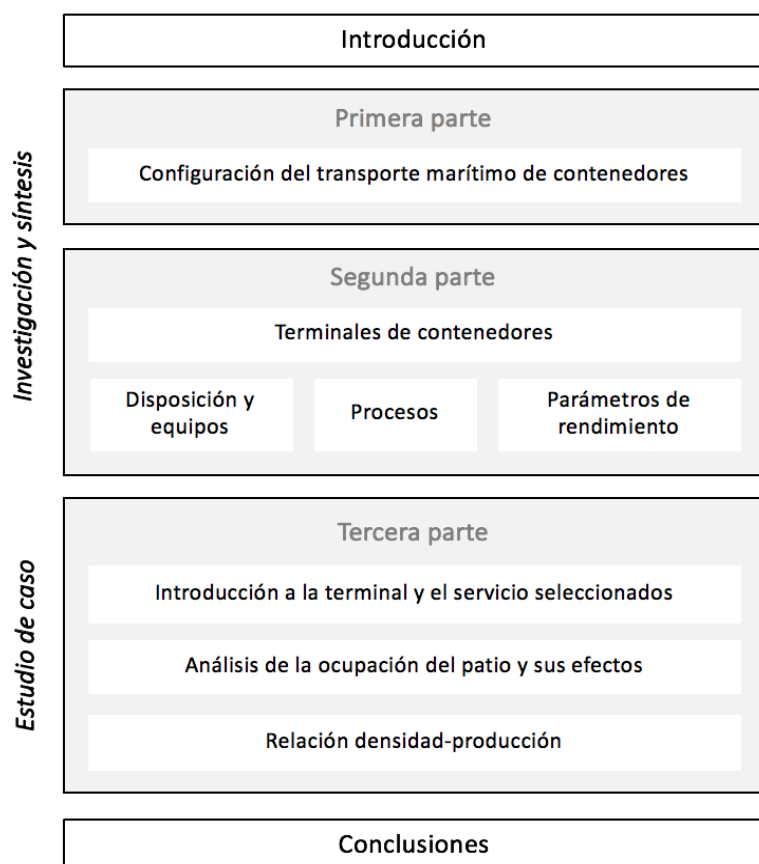 Introducción
Investigación y síntesis
Primera parte
Configuración del transporte marítimo de contenedores
Segunda parte
Terminales de contenedores
Disposición y
equipos
Procesos
Parámetros de
rendimiento
Estudio de caso
Tercera parte
Introducción a la terminal y el servicio seleccionados
Análisis de la ocupación del patio y sus efectos
Relación densidad-producción
Conclusiones